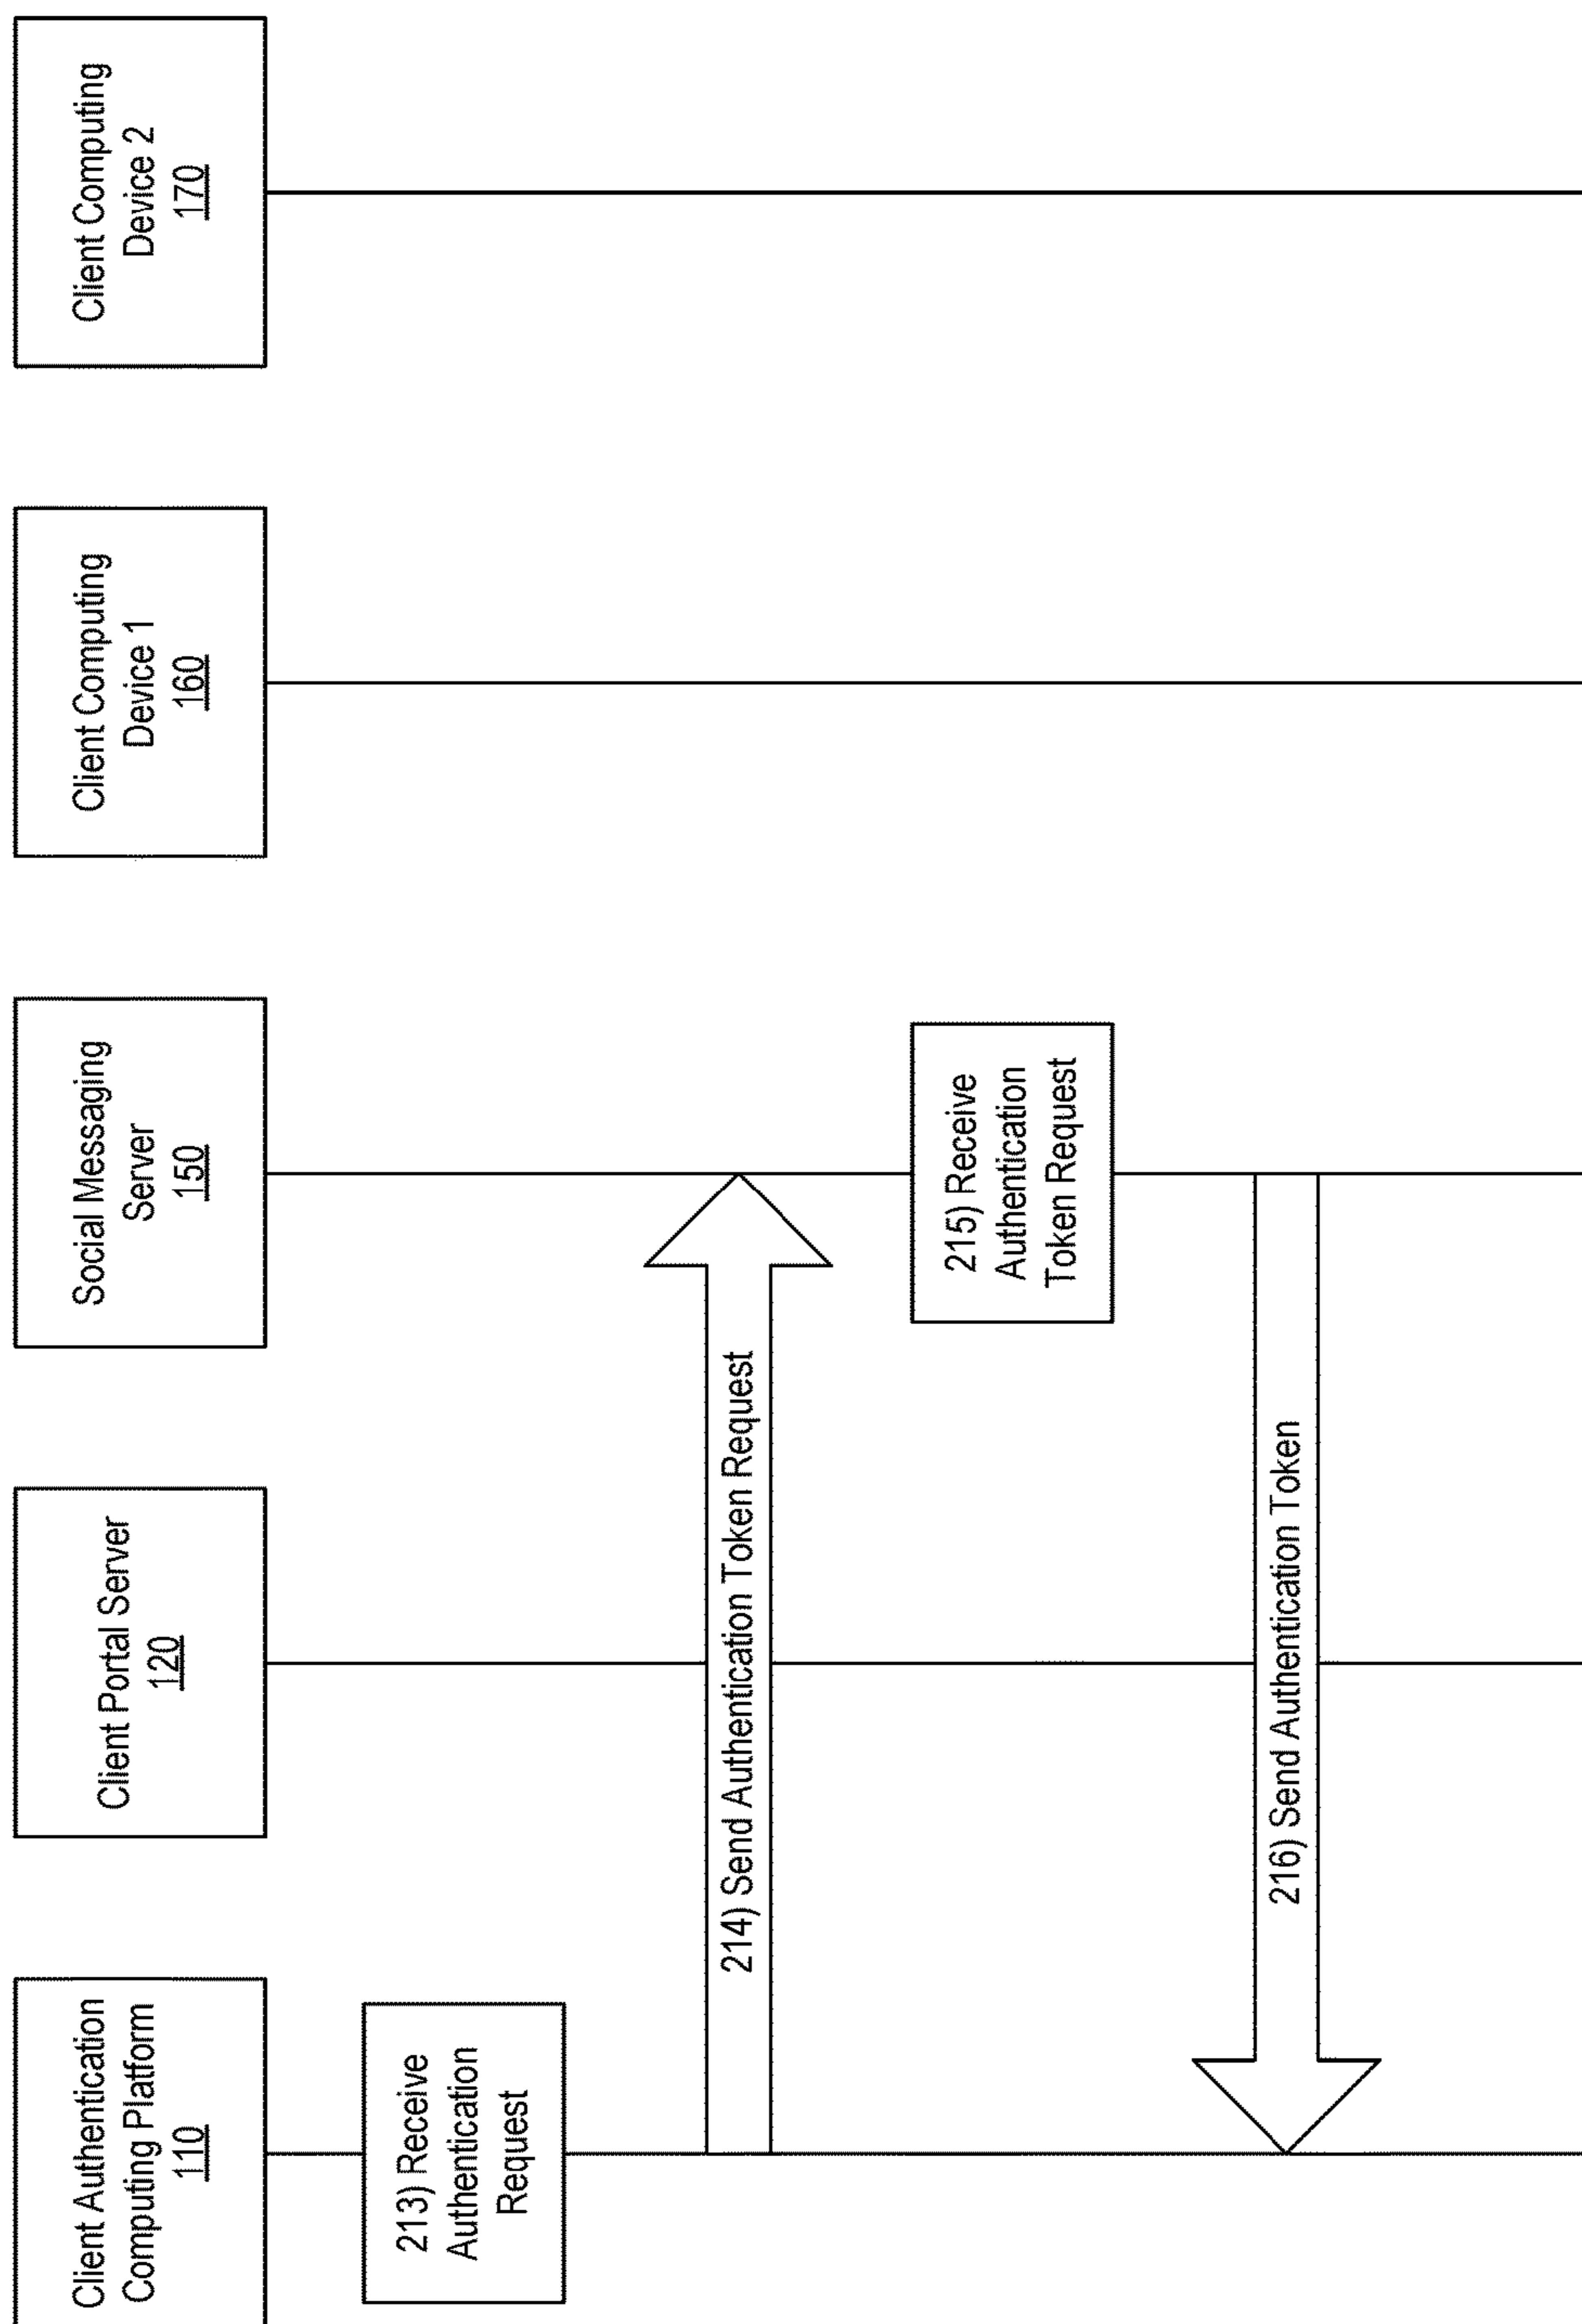 Client Authentication
Computing Platform
110
Client Portal Server
120
Social Messaging
Server
150
Client Computing
Device 1
160
Client Computing
Device 2
170
213) Receive
Authentication
Request
214) Send Authentication Token Request
215) Receive
Authentication
Token Request
216) Send Authentication Token